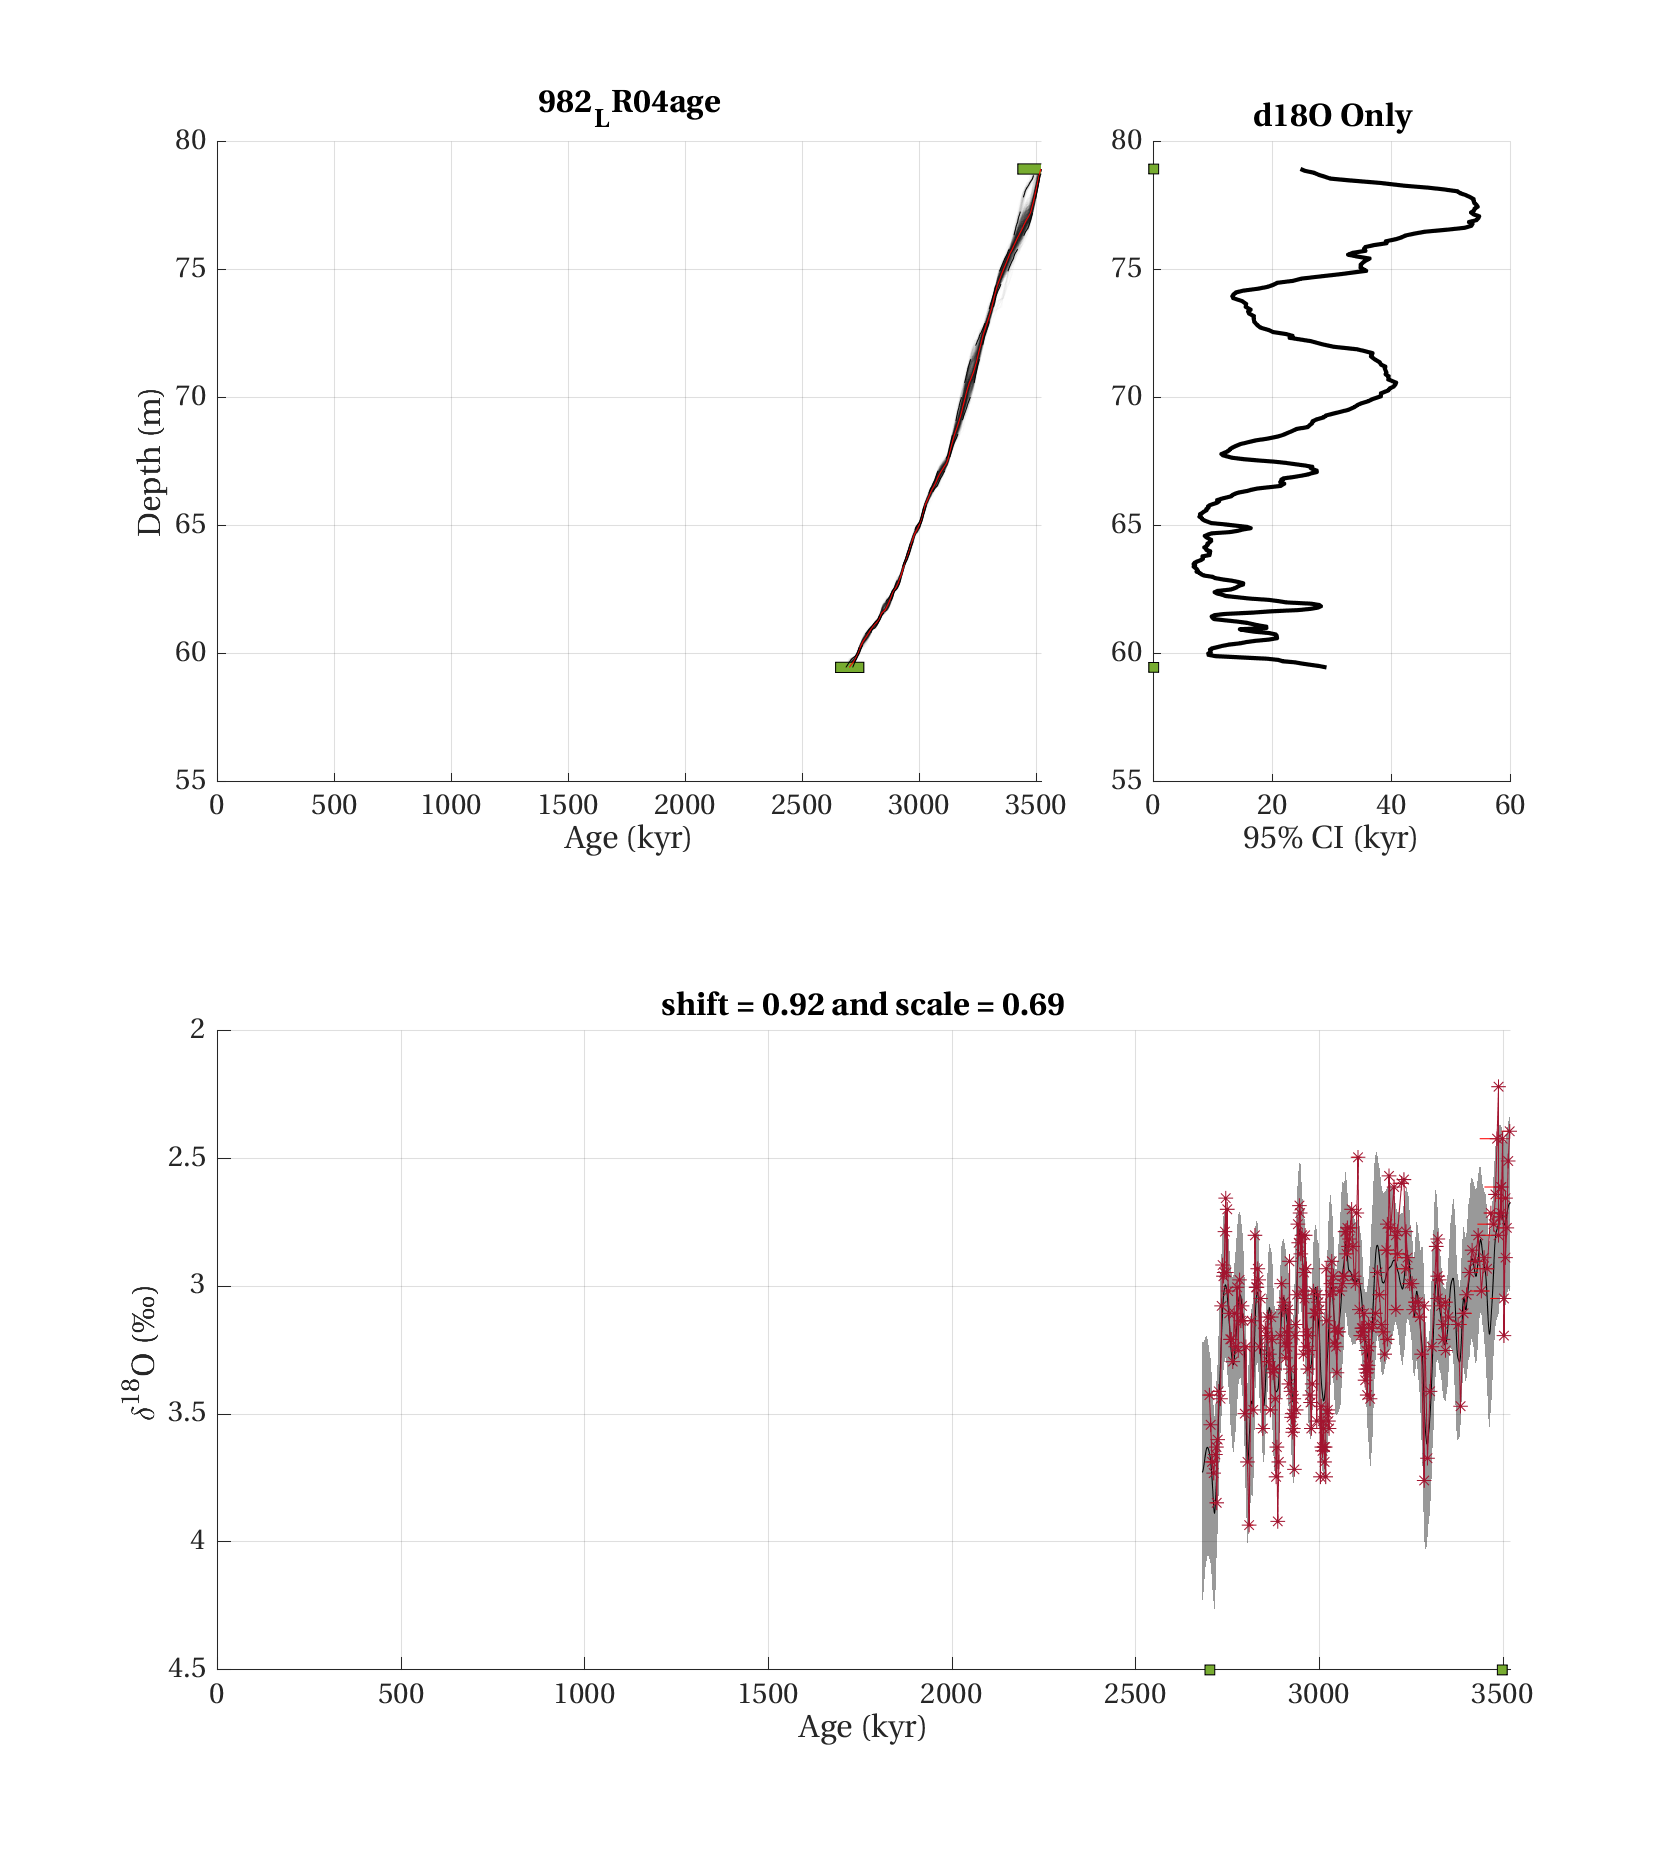 982LR04age
d18O Only
80
75
70
65
60
55
Depth (m)
0 500 1000 1500 2000 2500 3000 3500
Age (kyr)
80
75
70
65
60
55
0 20 40 60
95% CI (kyr)
shift = 0.92 and scale = 0.69
2
2.5
3
3.5
4
4.5
δ18O (‰)
0 500 1000 1500 2000 2500 3000 3500
Age (kyr)